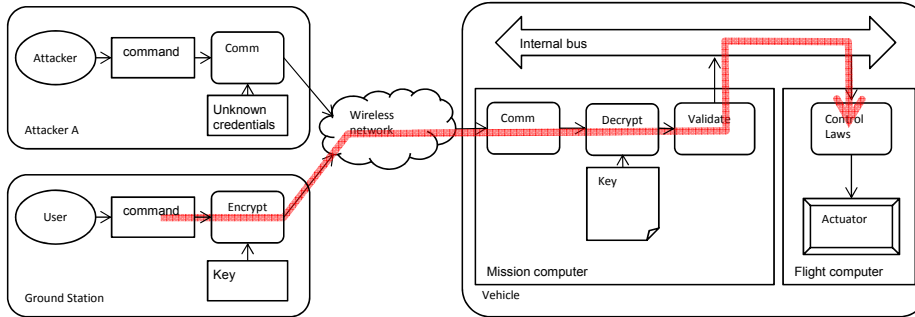 Attacker
command
Comm
Unknown
credentials
Attacker A
User
command
Encrypt
Key
Ground Station
Wireless
network
Internal bus
Comm
Decrypt
Validate
Key
Mission computer
Control
Laws
Actuator
Flight computer
Vehicle